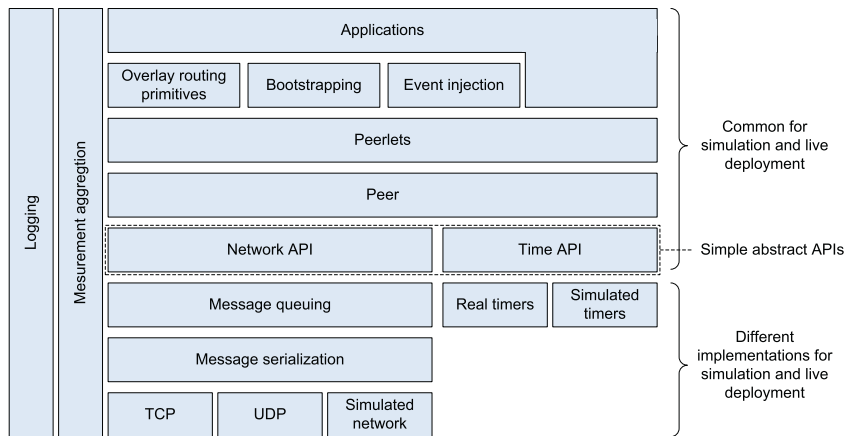 Logging
Mesurement aggregtion
Applications
Overlay routing
primitives
Bootstrapping
Event injection
Peerlets
Peer
Network API
Time API
Message queuing
Real timers
Simulated
timers
Message serialization
TCP
UDP
Simulated
network
Common for
simulation and live
deployment
Simple abstract APIs
Different
implementations for
simulation and live
deployment